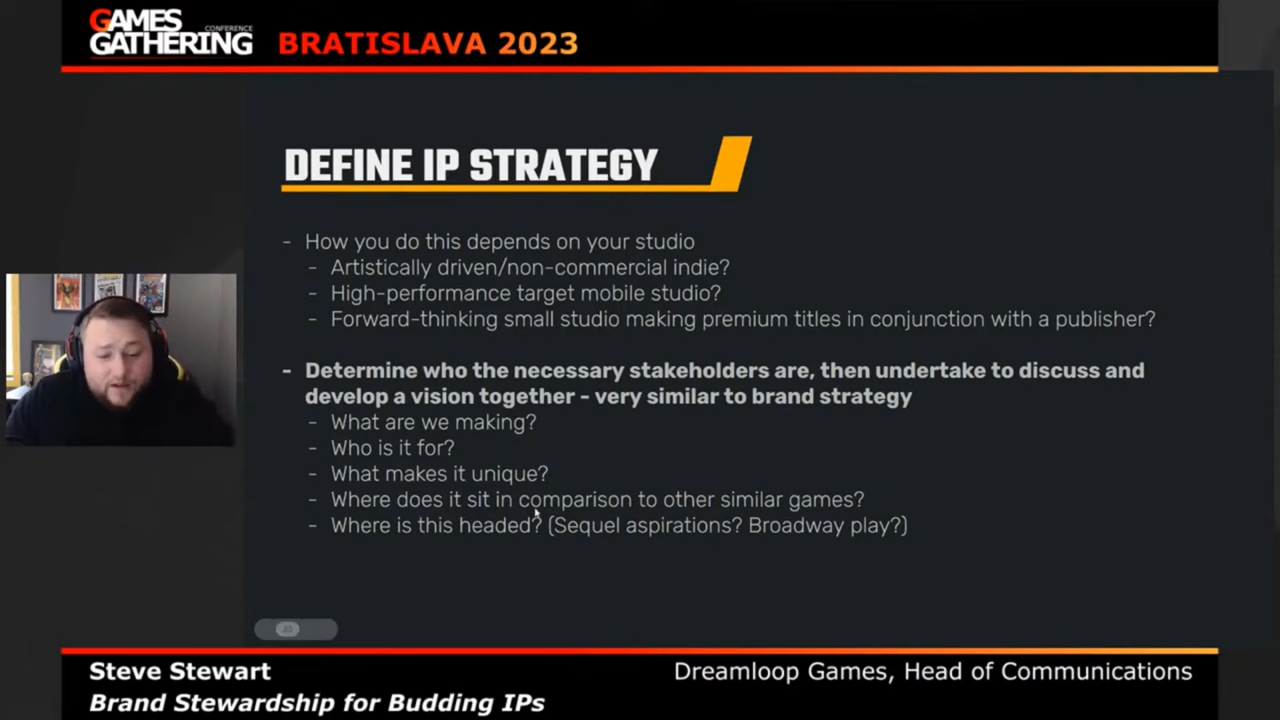 GAMES
CONFERENCE
GATHERING
BRATISLAVA 2023
DEFINE IP STRATEGY
- How you do this depends on your studio
- Artistically driven/non-commercial indie?
- High-performance target mobile studio?
- Forward-thinking small studio making premium titles in conjunction with a publisher?
- Determine who the necessary stakeholders are, then undertake to discuss and
develop a vision together - very similar to brand strategy
- What are we making?
- Who is it for?
- What makes it unique?
- Where does it sit in comparison to other similar games?
- Where is this headed? (Sequel aspirations? Broadway play?)
Steve Stewart
Dreamloop Games, Head of Communications
Brand Stewardship for Budding IPs